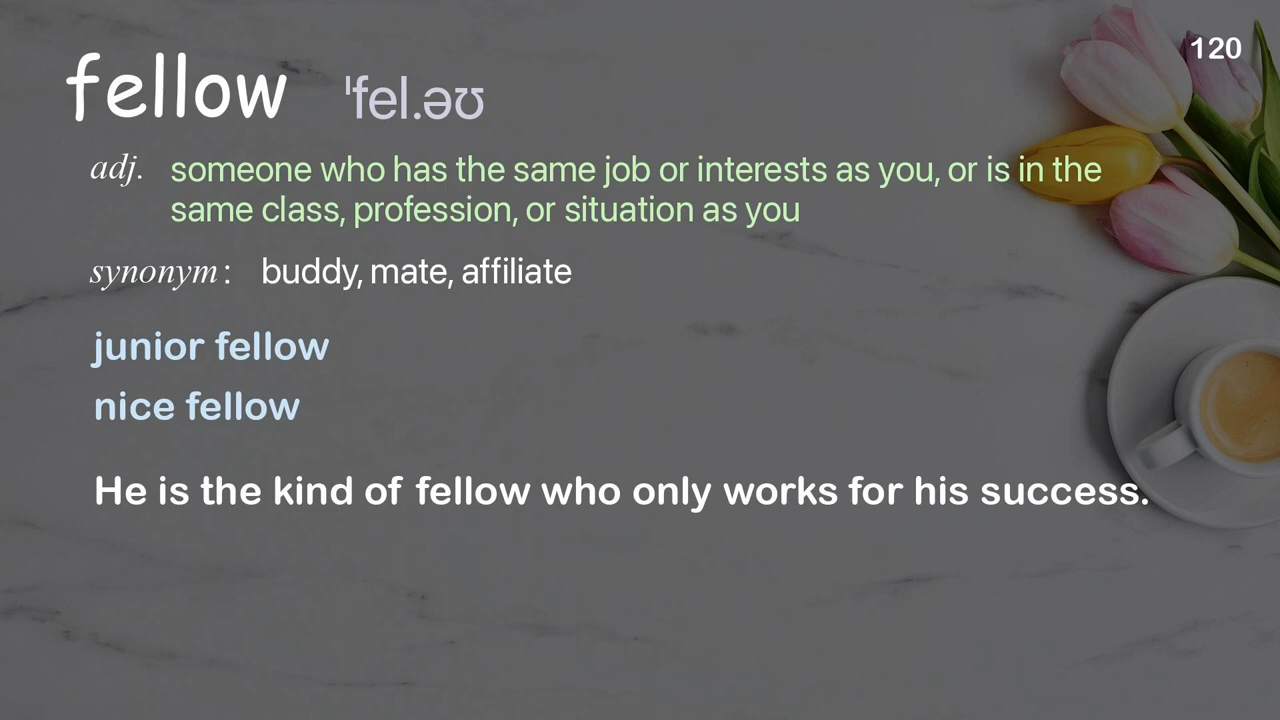 120
fellow ˈfel.əʊ
adj. someone who has the same job or interests as you, or is in the
same class, profession, or situation as you
synonym: buddy, mate, affiliate
junior fellow
nice fellow
He is the kind of fellow who only works for his success.